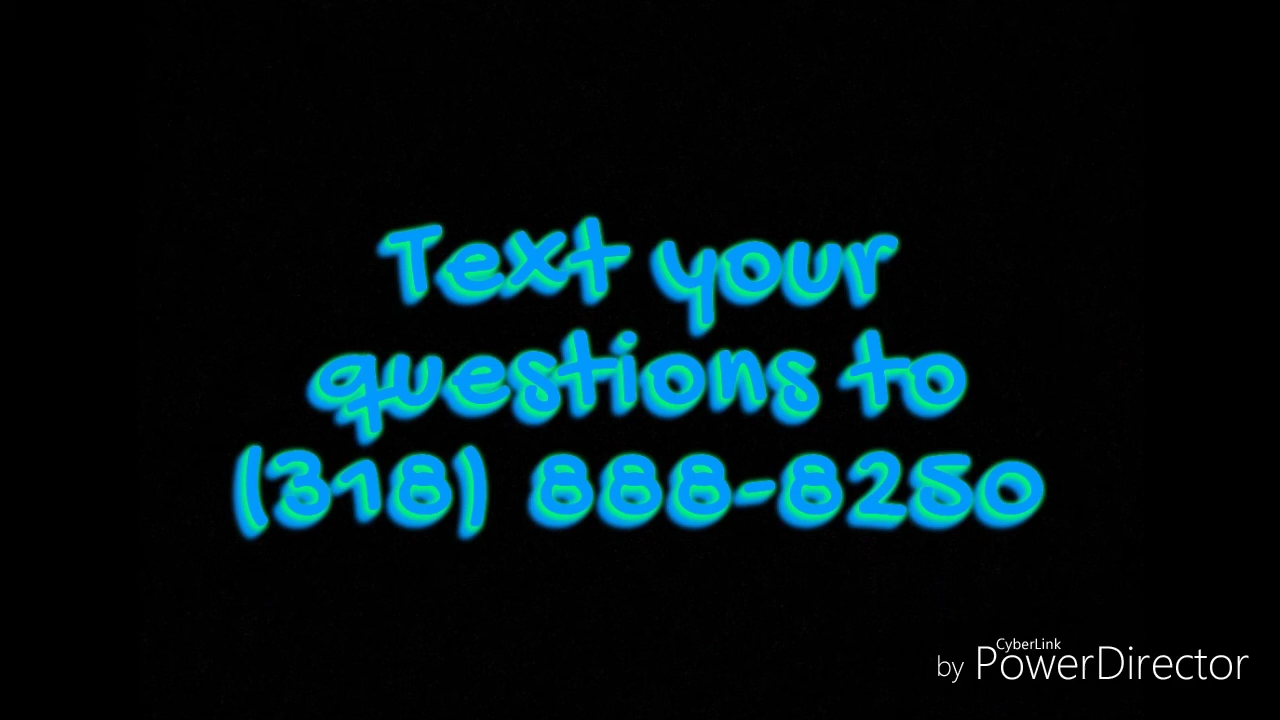 Text your
questions to
(318) 888-8250
CyberLink
by PowerDirector